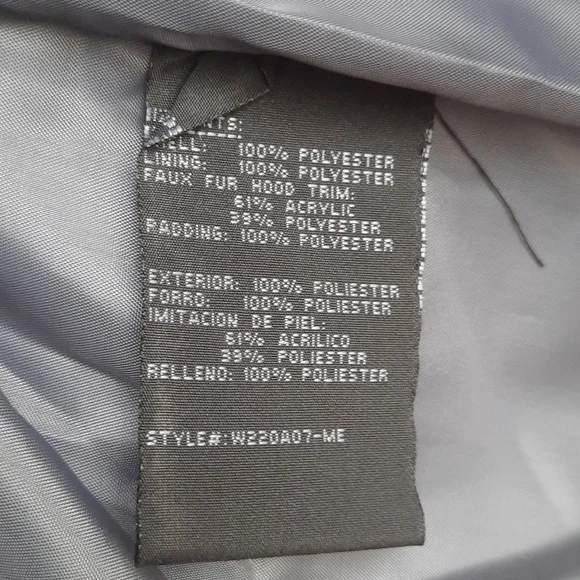 100% POLYESTER
LINING: 100% POLYESTER
FAUX FUR HOOD TRIM:
61% ACRYLIC
39% POLYESTER
PADDING: 100% POLYESTER
EXTERIOR: 100% POLIESTER
FORRO: 100% POLIESTER
IMITACION DE PIEL:
61% ACRILICO
39% POLIESTER
RELLENO: 100% POLIESTER
STYLE#: W220A07-ME